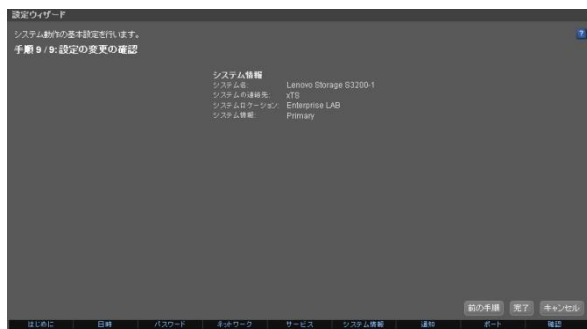 設定ウィザード
システム動作の基本設定を行います。
?
手順 9 / 9: 設定の変更の確認
システム情報
システム名: Lenovo Storage S3200-1
システムの連絡先: xTS
システムロケーション: Enterprise LAB
システム情報: Primary
前の手順 完了 キャンセル
はじめに 日時 パスワード ネットワーク サービス システム情報 通知 ポート 確認